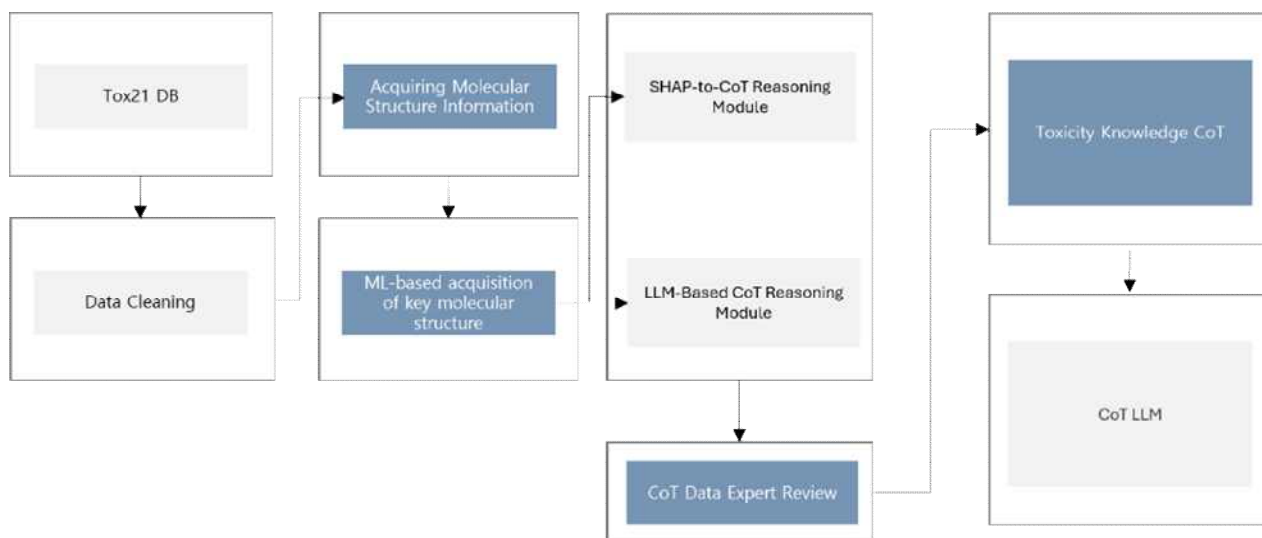 Tox21 DB
Data Cleaning
Acquiring Molecular
Structure Information
ML-based acquisition
of key molecular
structure
SHAP-to-CoT Reasoning
Module
LLM-Based CoT Reasoning
Module
CoT Data Expert Review
Toxicity Knowledge CoT
CoT LLM